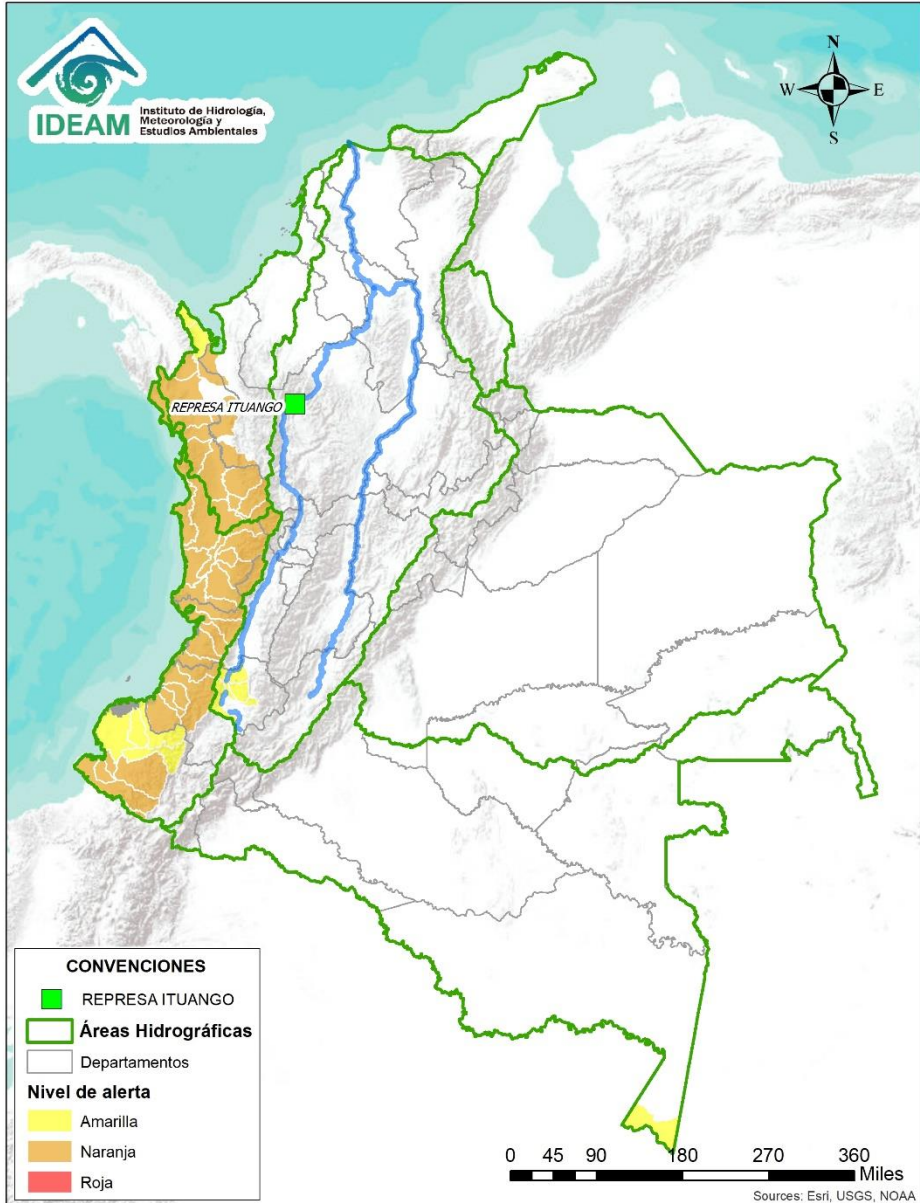 IDEAM
Instituto de Hidrología,
Meteorología y
Estudios Ambientales
N
W E
S
REPRESA ITUANGO
CONVENCIONES
REPRESA ITUANGO
Áreas Hidrográficas
Departamentos
Nivel de alerta
Amarilla
Naranja
Roja
0 45 90 180 270 360
Miles
Sources: Esri, USGS, NOAA